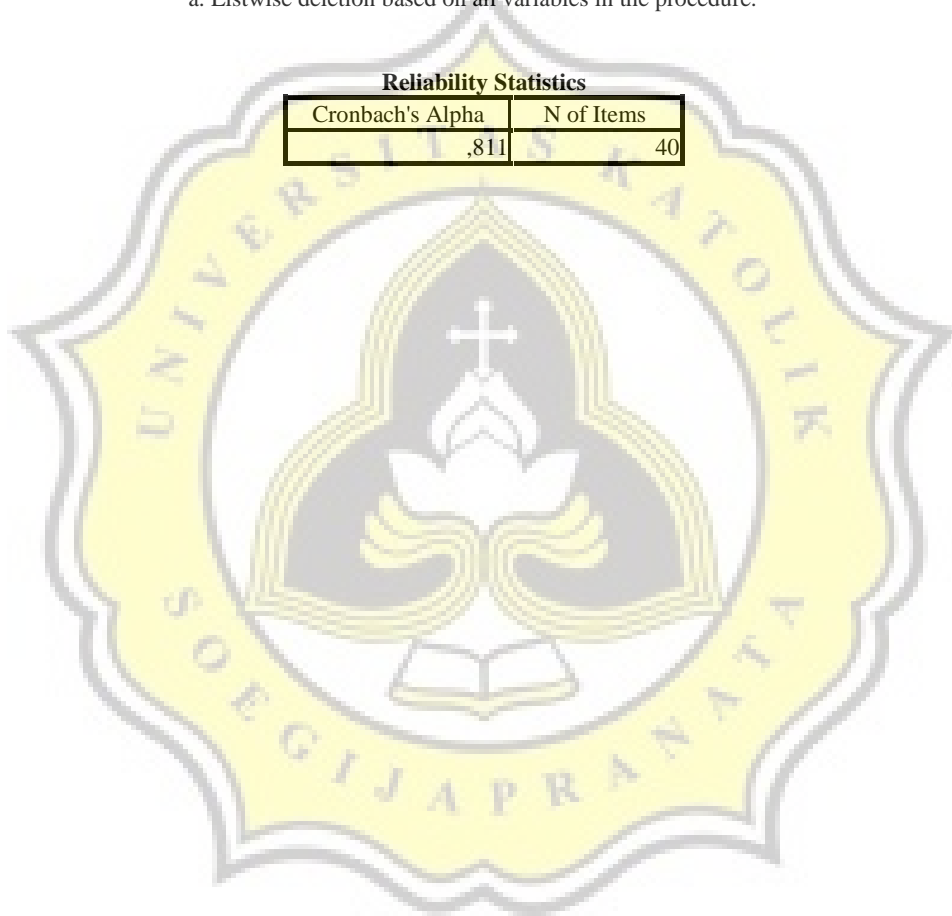 a. Listwise deletion based on all variables in the procedure.
Reliability Statistics
Cronbach's Alpha N of Items
,811 40
UNIVERSITAS KATOLIK
SOEGIJAPRANATA